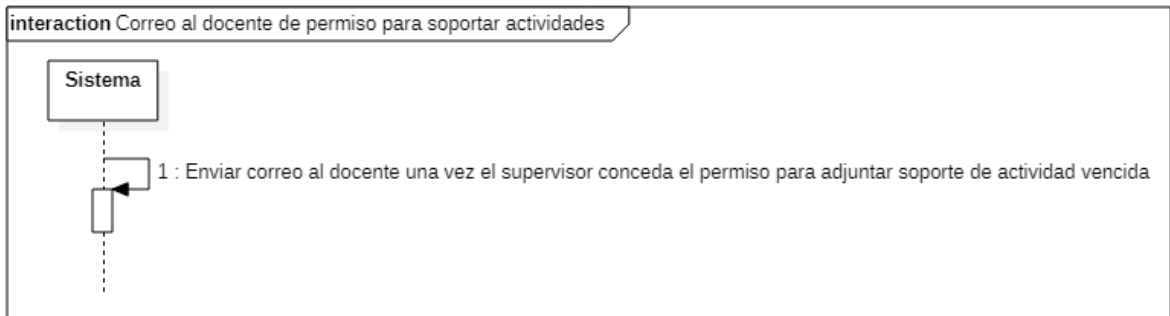 interaction Correo al docente de permiso para soportar actividades
Sistema
1 : Enviar correo al docente una vez el supervisor conceda el permiso para adjuntar soporte de actividad vencida